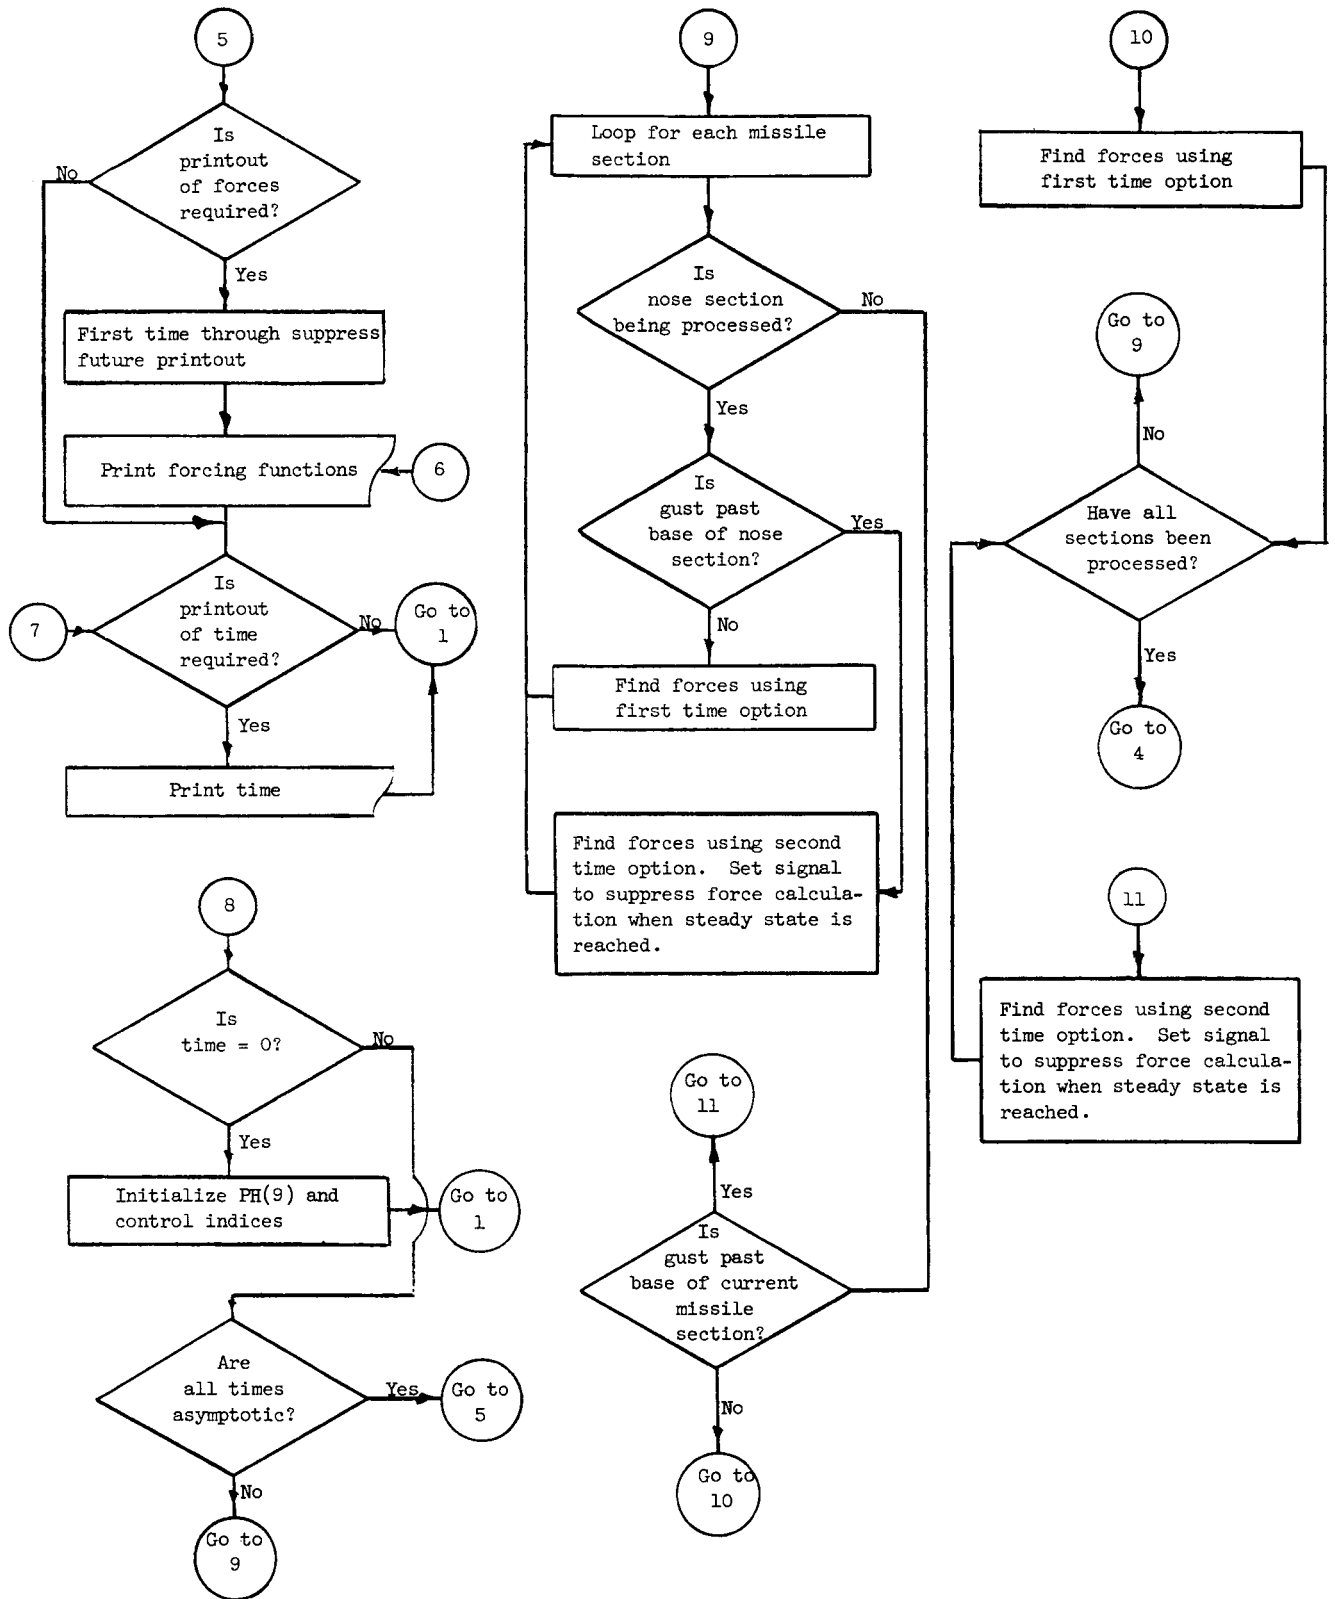 5
Is
printout
of forces
required?
No
Yes
First time through suppress
future printout
Print forcing functions
6
Is
printout
of time
required?
7
No
Go to
1
Yes
Print time
8
Is
time = 0?
No
Yes
Initialize PH(9) and
control indices
Go to
1
Are
all times
asymptotic?
Yes
Go to
5
No
Go to
9
9
Loop for each missile
section
Is
nose section
being processed?
No
Yes
Is
gust past
base of nose
section?
Yes
No
Find forces using
first time option
Find forces using second
time option. Set signal
to suppress force calcula-
tion when steady state is
reached.
Go to
11
Yes
Is
gust past
base of current
missile
section?
No
Go to
10
10
Find forces using
first time option
Go to
9
No
Have all
sections been
processed?
Yes
Go to
4
11
Find forces using second
time option. Set signal
to suppress force calcula-
tion when steady state is
reached.